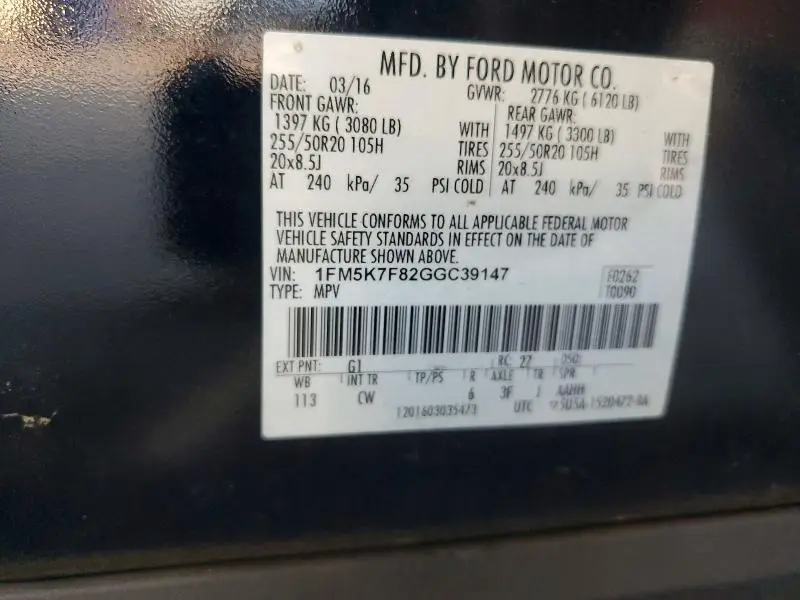 MFD. BY FORD MOTOR CO.
DATE: 03/16 GVWR: 2776 KG ( 6120 LB)
FRONT GAWR: REAR GAWR:
1397 KG ( 3080 LB) WITH 1497 KG ( 3300 LB) WITH
255/50R20 105H TIRES 255/50R20 105H TIRES
20x8.5J RIMS 20x8.5J RIMS
AT 240 kPa/ 35 PSI COLD AT 240 kPa/ 35 PSI COLD
THIS VEHICLE CONFORMS TO ALL APPLICABLE FEDERAL MOTOR
VEHICLE SAFETY STANDARDS IN EFFECT ON THE DATE OF
MANUFACTURE SHOWN ABOVE.
VIN: 1FM5K7F82GGC39147 F0262
TYPE: MPV T0090
EXT PNT: G1 RC: 27 DSO:
WB INT TR TP/PS R AXLE TR SPR
113 CW 6 3F J AAHH
1201603035473 UTC